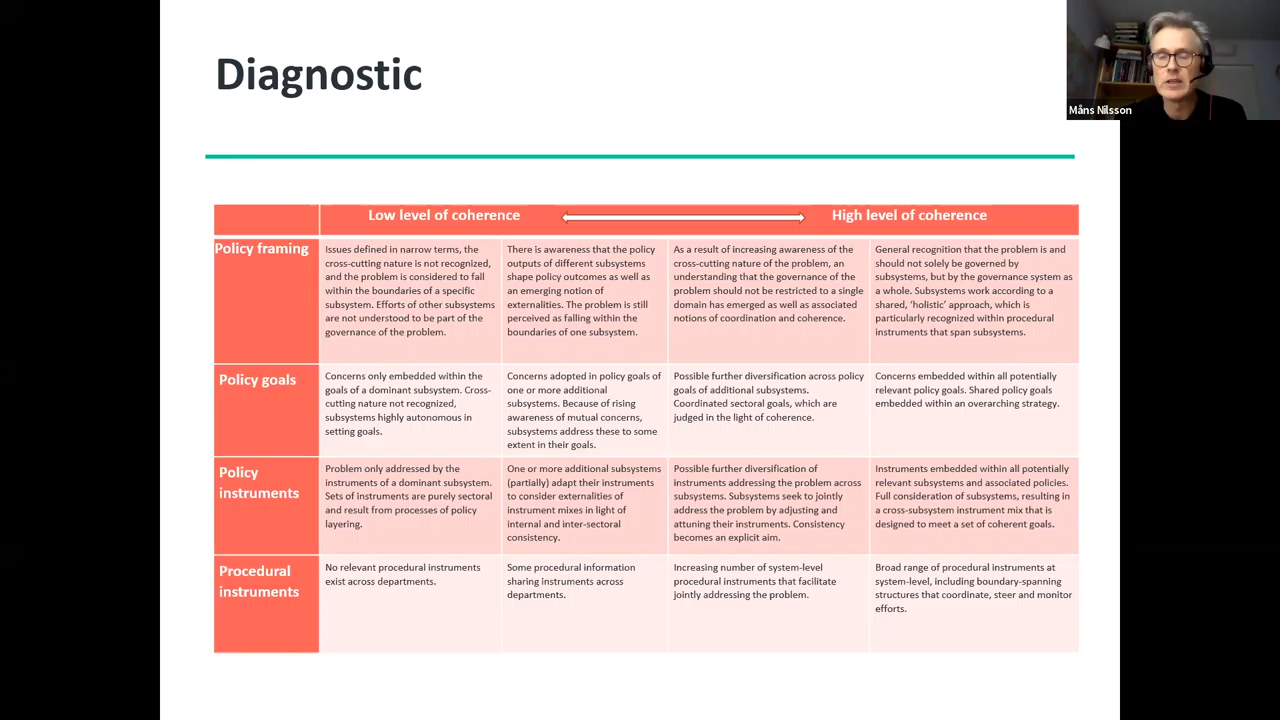 Diagnostic
Måns Nilsson
Low level of coherence
High level of coherence
Policy framing
Issues defined in narrow terms, the
cross-cutting nature is not recognized,
and the problem is considered to fall
within the boundaries of a specific
subsystem. Efforts of other subsystems
are not understood to be part of the
governance of the problem.
There is awareness that the policy
outputs of different subsystems
shape policy outcomes as well as
an emerging notion of
externalities. The problem is still
perceived as falling within the
boundaries of one subsystem.
As a result of increasing awareness of the
cross-cutting nature of the problem, an
understanding that the governance of the
problem should not be restricted to a single
domain has emerged as well as associated
notions of coordination and coherence.
General recognition that the problem is and
should not solely be governed by
subsystems, but by the governance system as
a whole. Subsystems work according to a
shared, ‘holistic’ approach, which is
particularly recognized within procedural
instruments that span subsystems.
Policy goals
Concerns only embedded within the
goals of a dominant subsystem. Cross-
cutting nature not recognized,
subsystems highly autonomous in
setting goals.
Concerns adopted in policy goals of
one or more additional
subsystems. Because of rising
awareness of mutual concerns,
subsystems address these to some
extent in their goals.
Possible further diversification across policy
goals of additional subsystems.
Coordinated sectoral goals, which are
judged in the light of coherence.
Concerns embedded within all potentially
relevant policy goals. Shared policy goals
embedded within an overarching strategy.
Policy
instruments
Problem only addressed by the
instruments of a dominant subsystem.
Sets of instruments are purely sectoral
and result from processes of policy
layering.
One or more additional subsystems
(partially) adapt their instruments
to consider externalities of
instrument mixes in light of
internal and inter-sectoral
consistency.
Possible further diversification of
instruments addressing the problem across
subsystems. Subsystems seek to jointly
address the problem by adjusting and
attuning their instruments. Consistency
becomes an explicit aim.
Instruments embedded within all potentially
relevant subsystems and associated policies.
Full consideration of subsystems, resulting in
a cross-subsystem instrument mix that is
designed to meet a set of coherent goals.
Procedural
instruments
No relevant procedural instruments
exist across departments.
Some procedural information
sharing instruments across
departments.
Increasing number of system-level
procedural instruments that facilitate
jointly addressing the problem.
Broad range of procedural instruments at
system-level, including boundary-spanning
structures that coordinate, steer and monitor
efforts.